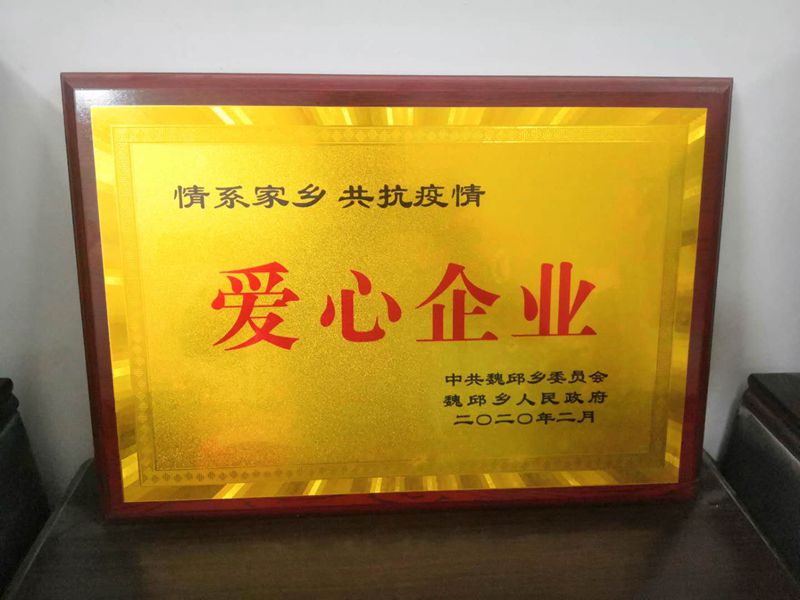 情系家乡 共抗疫情
爱心企业
中共魏邱乡委员会
魏邱乡人民政府
二〇二〇年二月